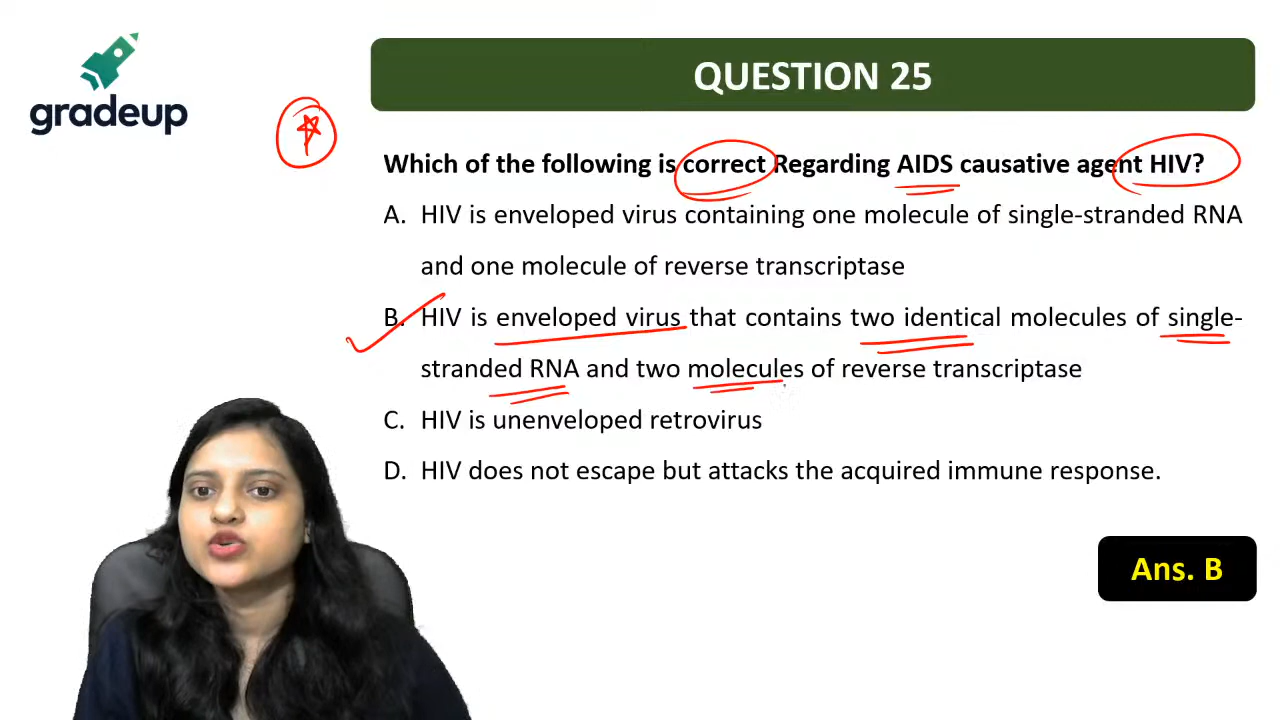 gradeup
QUESTION 25
Which of the following is correct Regarding AIDS causative agent HIV?
A. HIV is enveloped virus containing one molecule of single-stranded RNA
and one molecule of reverse transcriptase
B. HIV is enveloped virus that contains two identical molecules of single-
stranded RNA and two molecules of reverse transcriptase
C. HIV is unenveloped retrovirus
D. HIV does not escape but attacks the acquired immune response.
Ans. B